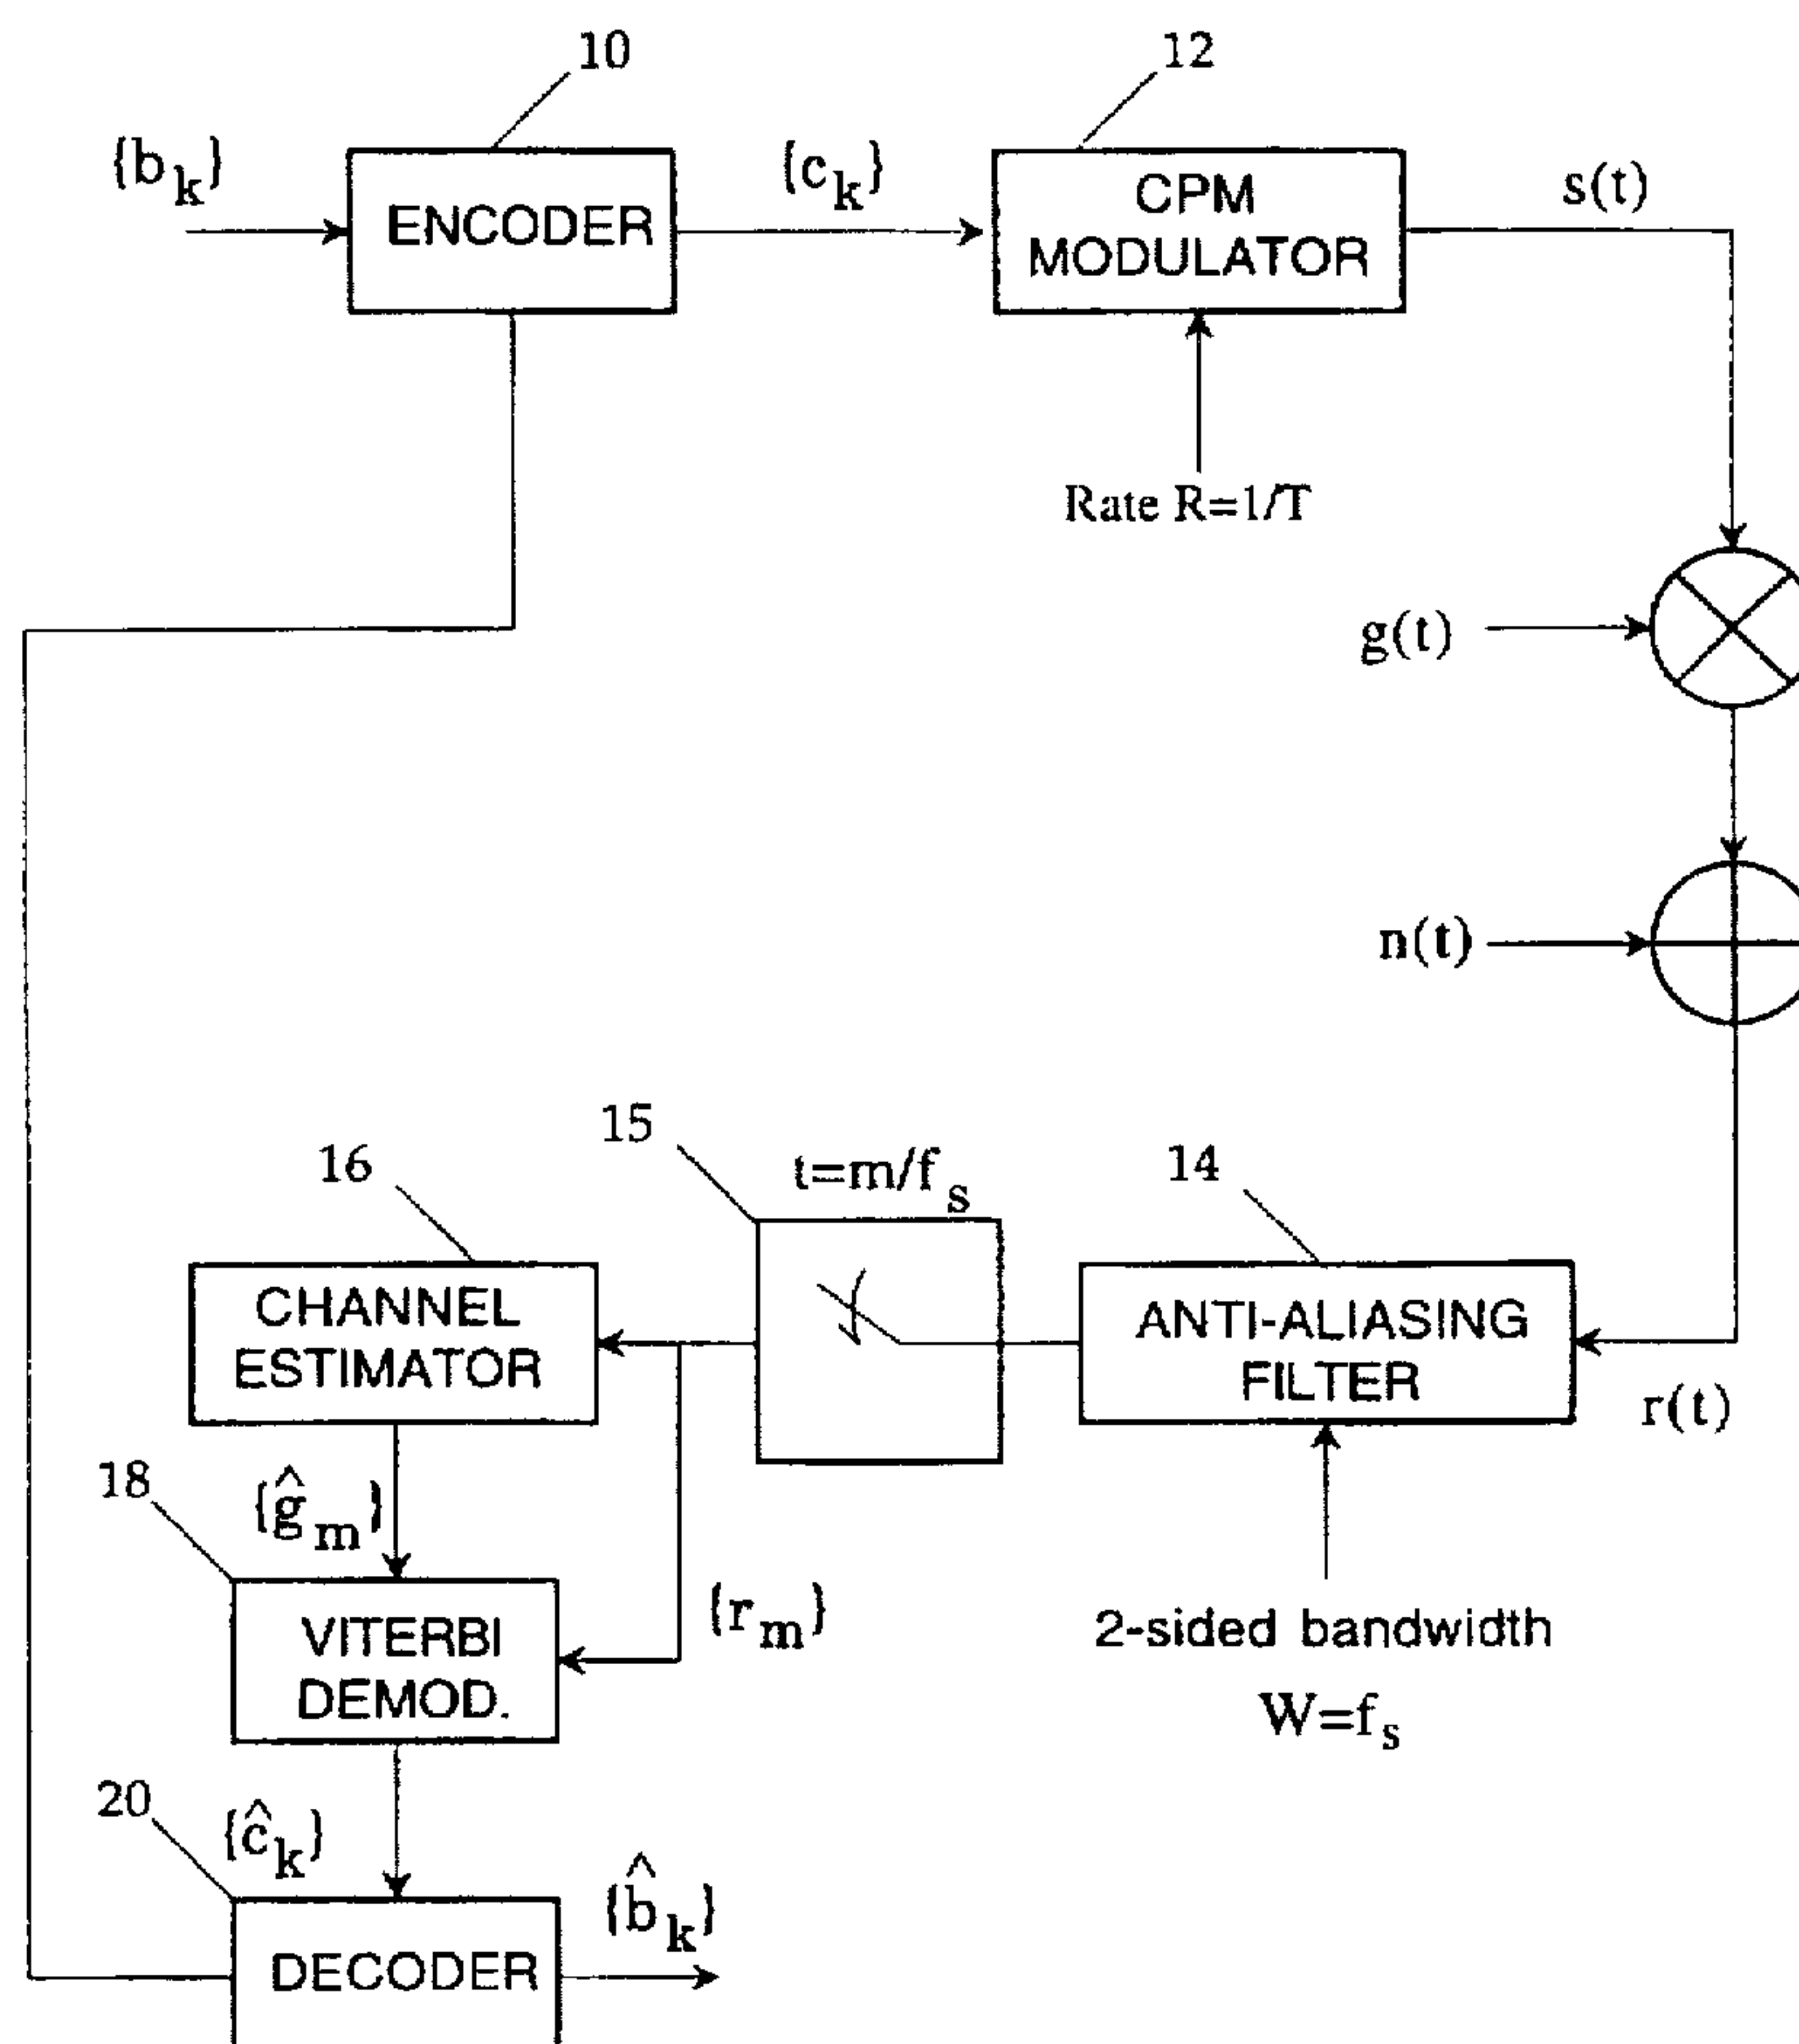 10
12
{b_k}
ENCODER
{c_k}
CPM
MODULATOR
s(t)
Rate R=1/T
g(t)
n(t)
15
16
t=m/f_s
14
CHANNEL
ESTIMATOR
ANTI-ALIASING
FILTER
r(t)
18
{ĝ_m}
VITERBI
DEMOD.
{r_m}
2-sided bandwidth
W=f_s
20
{ĉ_k}
{b̂_k}
DECODER